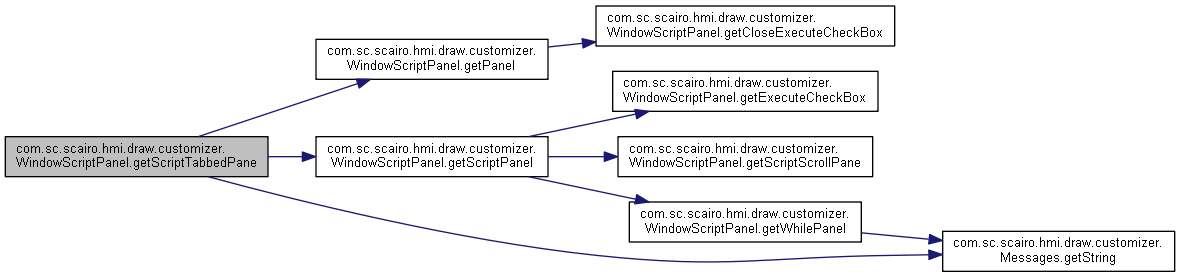 com.sc.scairo.hmi.draw.customizer.
WindowScriptPanel.getScriptTabbedPane
com.sc.scairo.hmi.draw.customizer.
WindowScriptPanel.getPanel
com.sc.scairo.hmi.draw.customizer.
WindowScriptPanel.getCloseExecuteCheckBox
com.sc.scairo.hmi.draw.customizer.
WindowScriptPanel.getScriptPanel
com.sc.scairo.hmi.draw.customizer.
WindowScriptPanel.getExecuteCheckBox
com.sc.scairo.hmi.draw.customizer.
WindowScriptPanel.getScriptScrollPane
com.sc.scairo.hmi.draw.customizer.
WindowScriptPanel.getWhilePanel
com.sc.scairo.hmi.draw.customizer.
Messages.getString